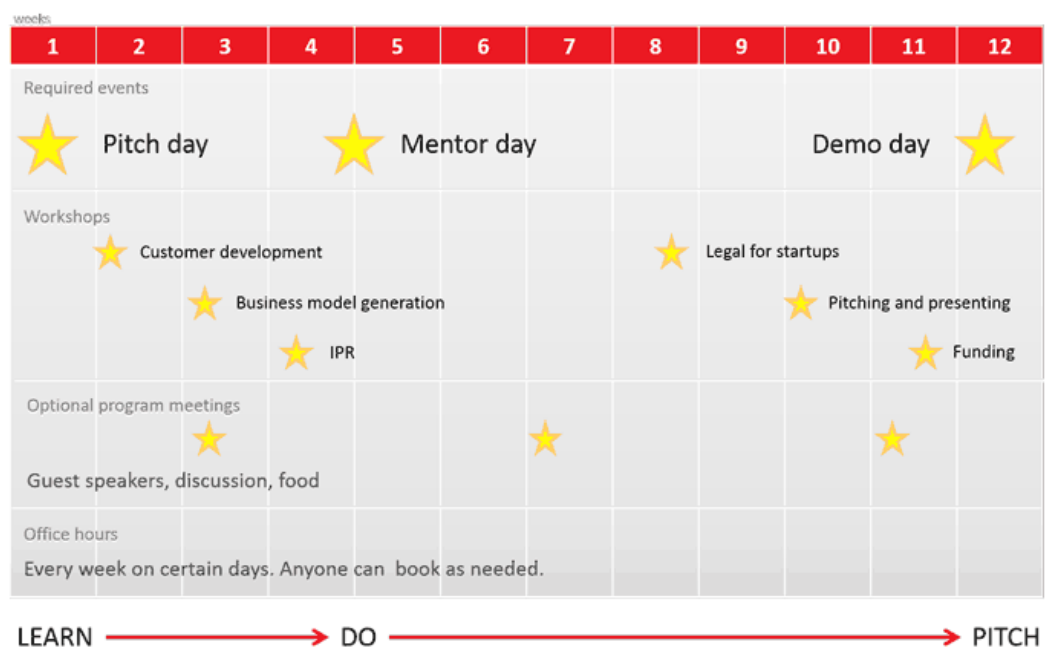 weeks
1 2 3 4 5 6 7 8 9 10 11 12
Required events
Pitch day Mentor day Demo day
Workshops
Customer development Legal for startups
Business model generation Pitching and presenting
IPR Funding
Optional program meetings
Guest speakers, discussion, food
Office hours
Every week on certain days. Anyone can book as needed.
LEARN DO PITCH